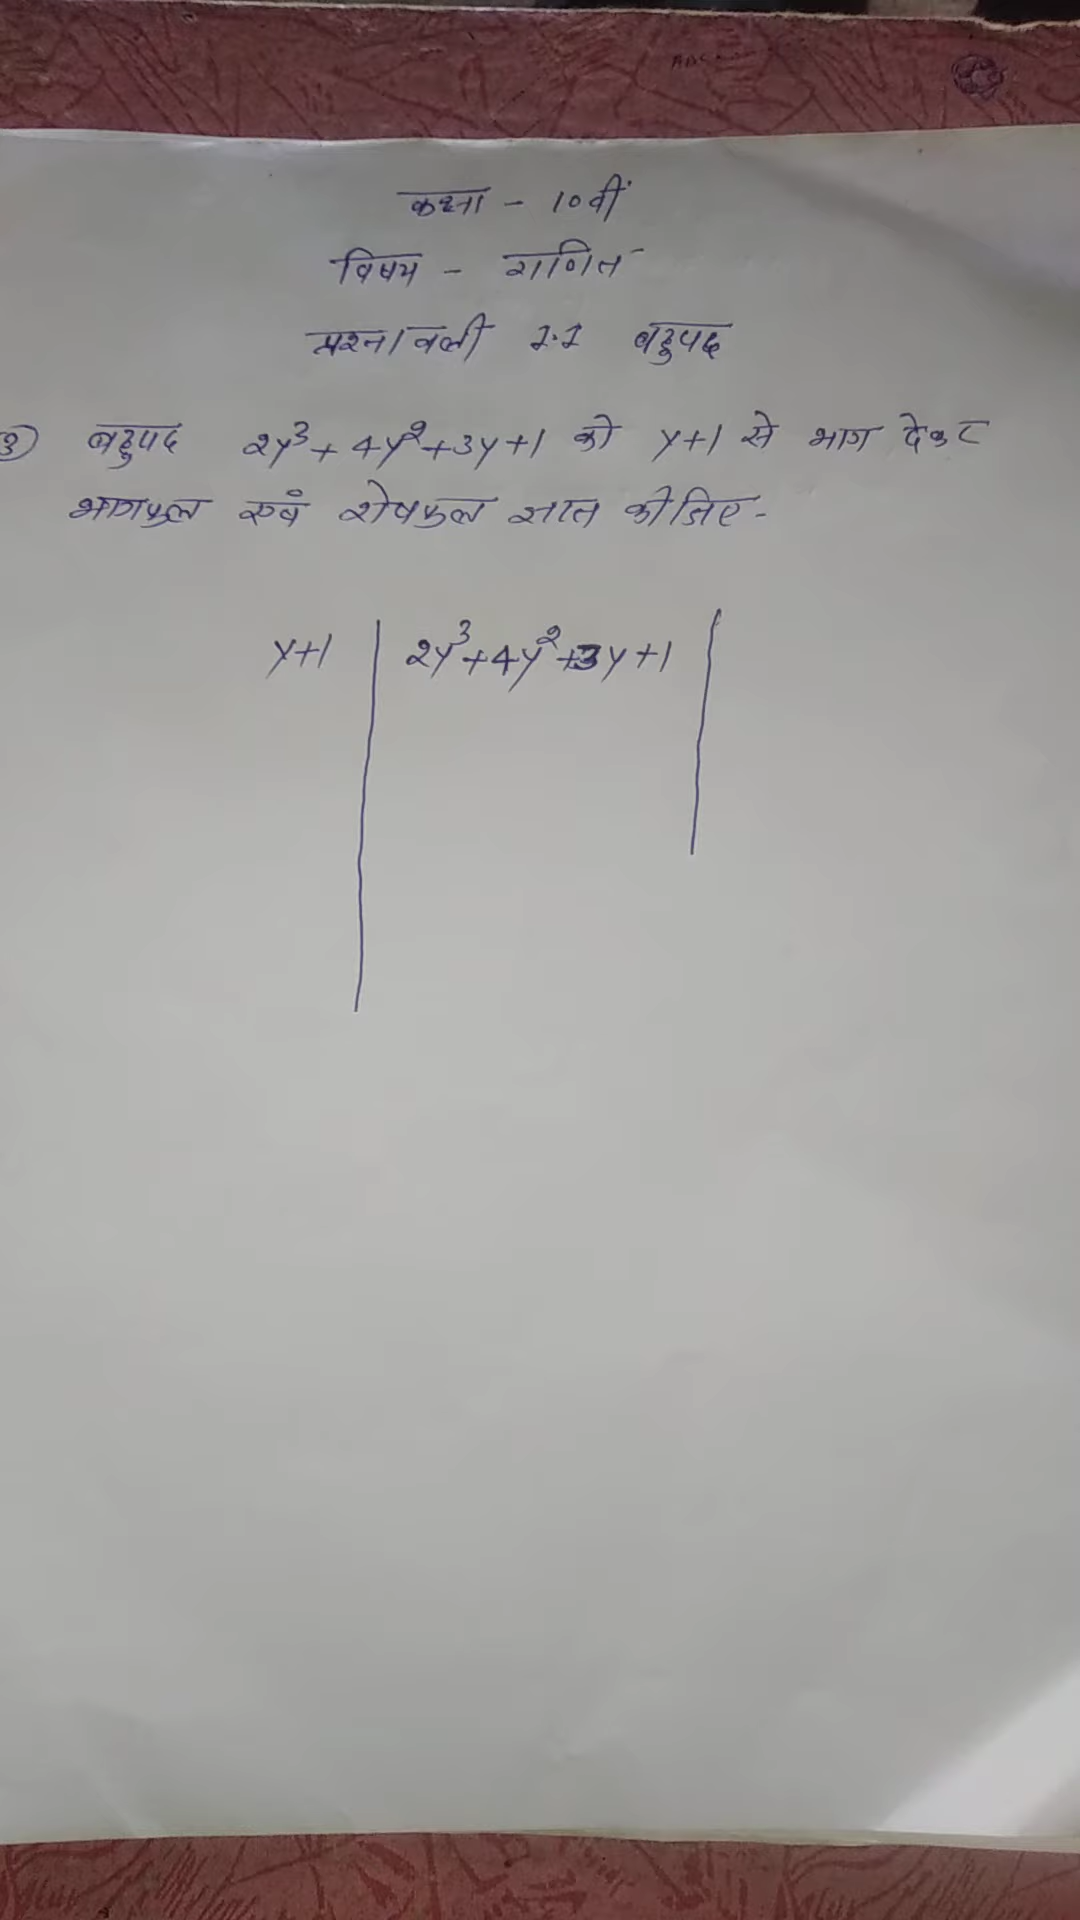 कक्षा - 10वीं
विषय - गणित
प्रश्नावली 1.1 बहुपद
③ बहुपद 2y³ + 4y² + 3y + 1 को y+1 से भाग देकर
भागफल एवं शेषफल ज्ञात कीजिए -
y+1 | 2y³ + 4y² + 3y + 1 |